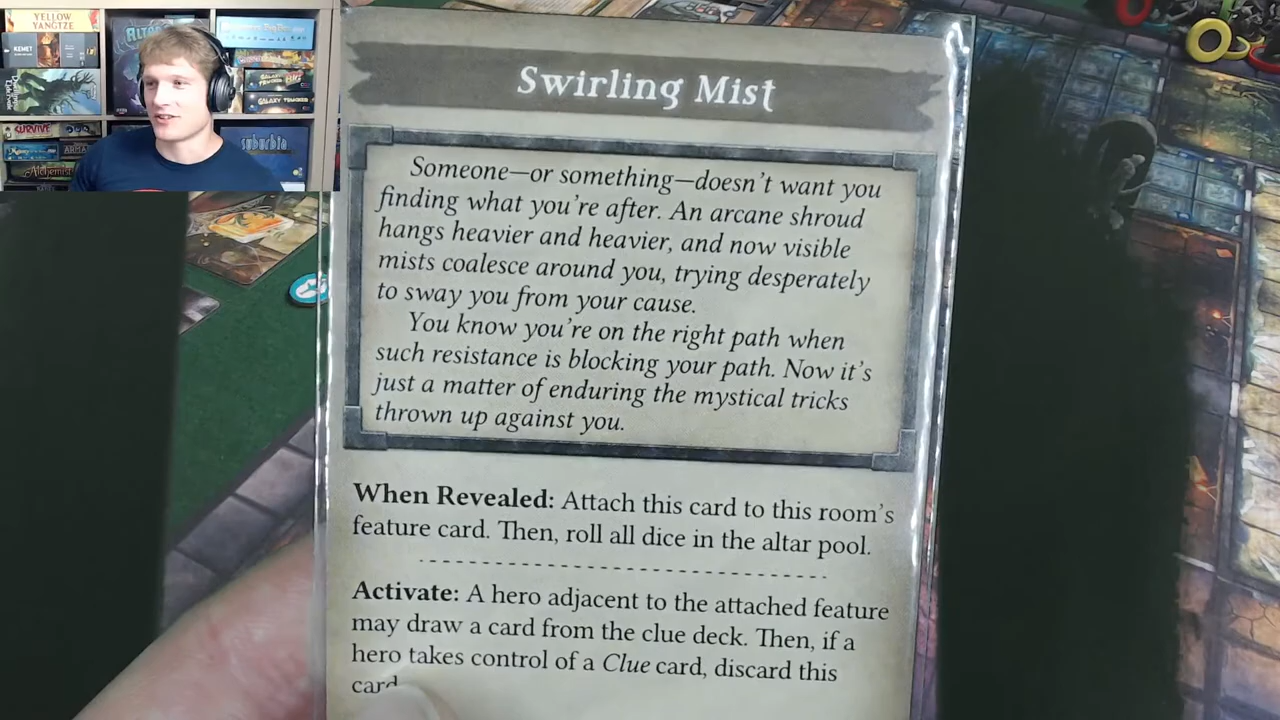 YELLOW
YANGTZE
KEMET
SURVIVE
Alchemists
GALAXY TRUCKER
GALAXY TRUCKER
suburbia
Swirling Mist
Someone—or something—doesn't want you
finding what you're after. An arcane shroud
hangs heavier and heavier, and now visible
mists coalesce around you, trying desperately
to sway you from your cause.
You know you're on the right path when
such resistance is blocking your path. Now it's
just a matter of enduring the mystical tricks
thrown up against you.
When Revealed: Attach this card to this room's
feature card. Then, roll all dice in the altar pool.
Activate: A hero adjacent to the attached feature
may draw a card from the clue deck. Then, if a
hero takes control of a Clue card, discard this
card